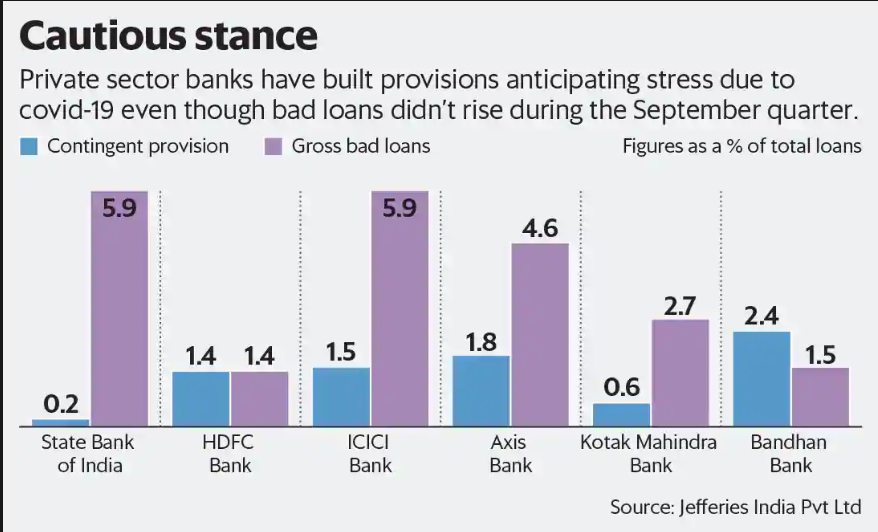 Cautious stance
Private sector banks have built provisions anticipating stress due to
covid-19 even though bad loans didn't rise during the September quarter.
Contingent provision Gross bad loans Figures as a % of total loans
0.2 5.9 1.4 1.4 1.5 5.9 1.8 4.6 0.6 2.7 2.4 1.5
State Bank HDFC ICICI Axis Kotak Mahindra Bandhan
of India Bank Bank Bank Bank Bank
Source: Jefferies India Pvt Ltd